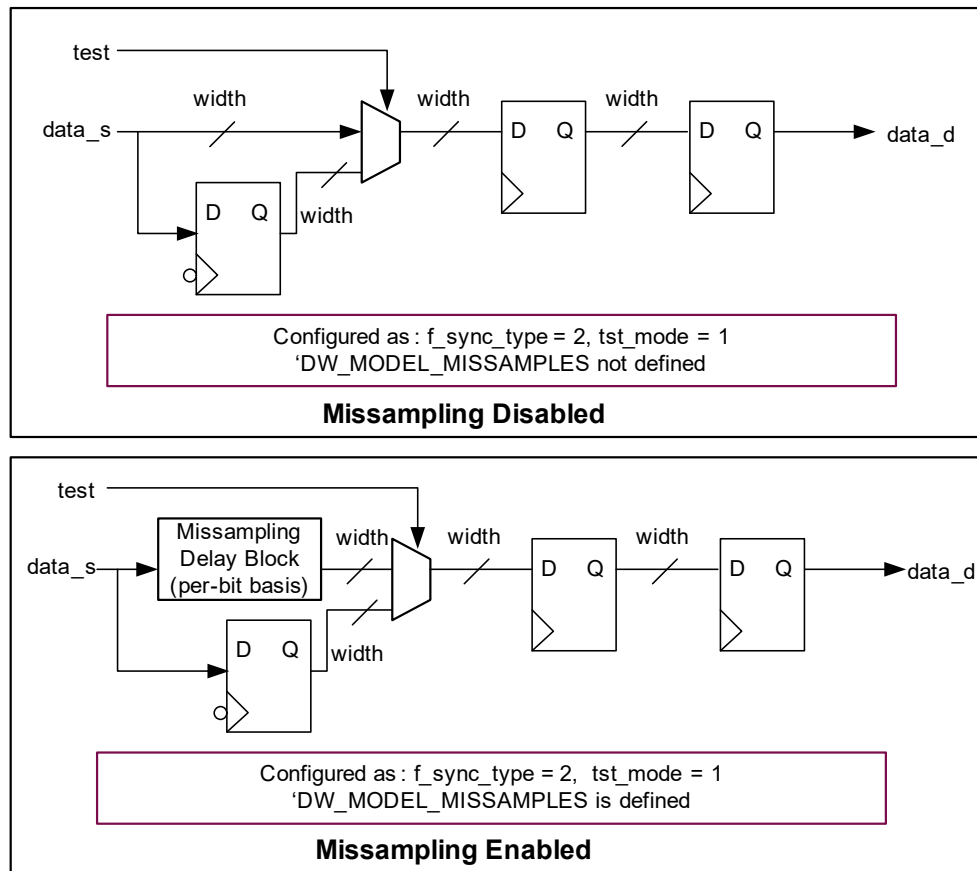 test
width
width
width
data_s
D Q
D Q
data_d
D Q
width
Configured as: f_sync_type = 2, tst_mode = 1
‘DW_MODEL_MISSAMPLES not defined
Missampling Disabled
test
Missampling
Delay Block
(per-bit basis)
width
width
width
data_s
D Q
D Q
data_d
D Q
width
Configured as: f_sync_type = 2, tst_mode = 1
‘DW_MODEL_MISSAMPLES is defined
Missampling Enabled